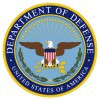 DEPARTMENT OF DEFENSE
UNITED STATES OF AMERICA